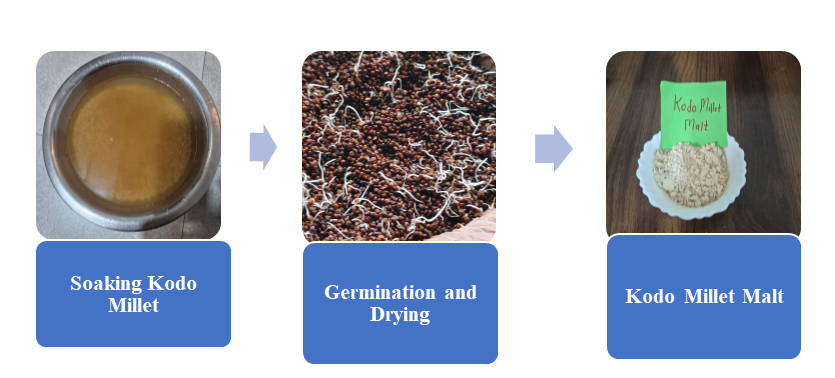 Kodo Millet
Malt
Soaking Kodo
Millet
Germination and
Drying
Kodo Millet Malt